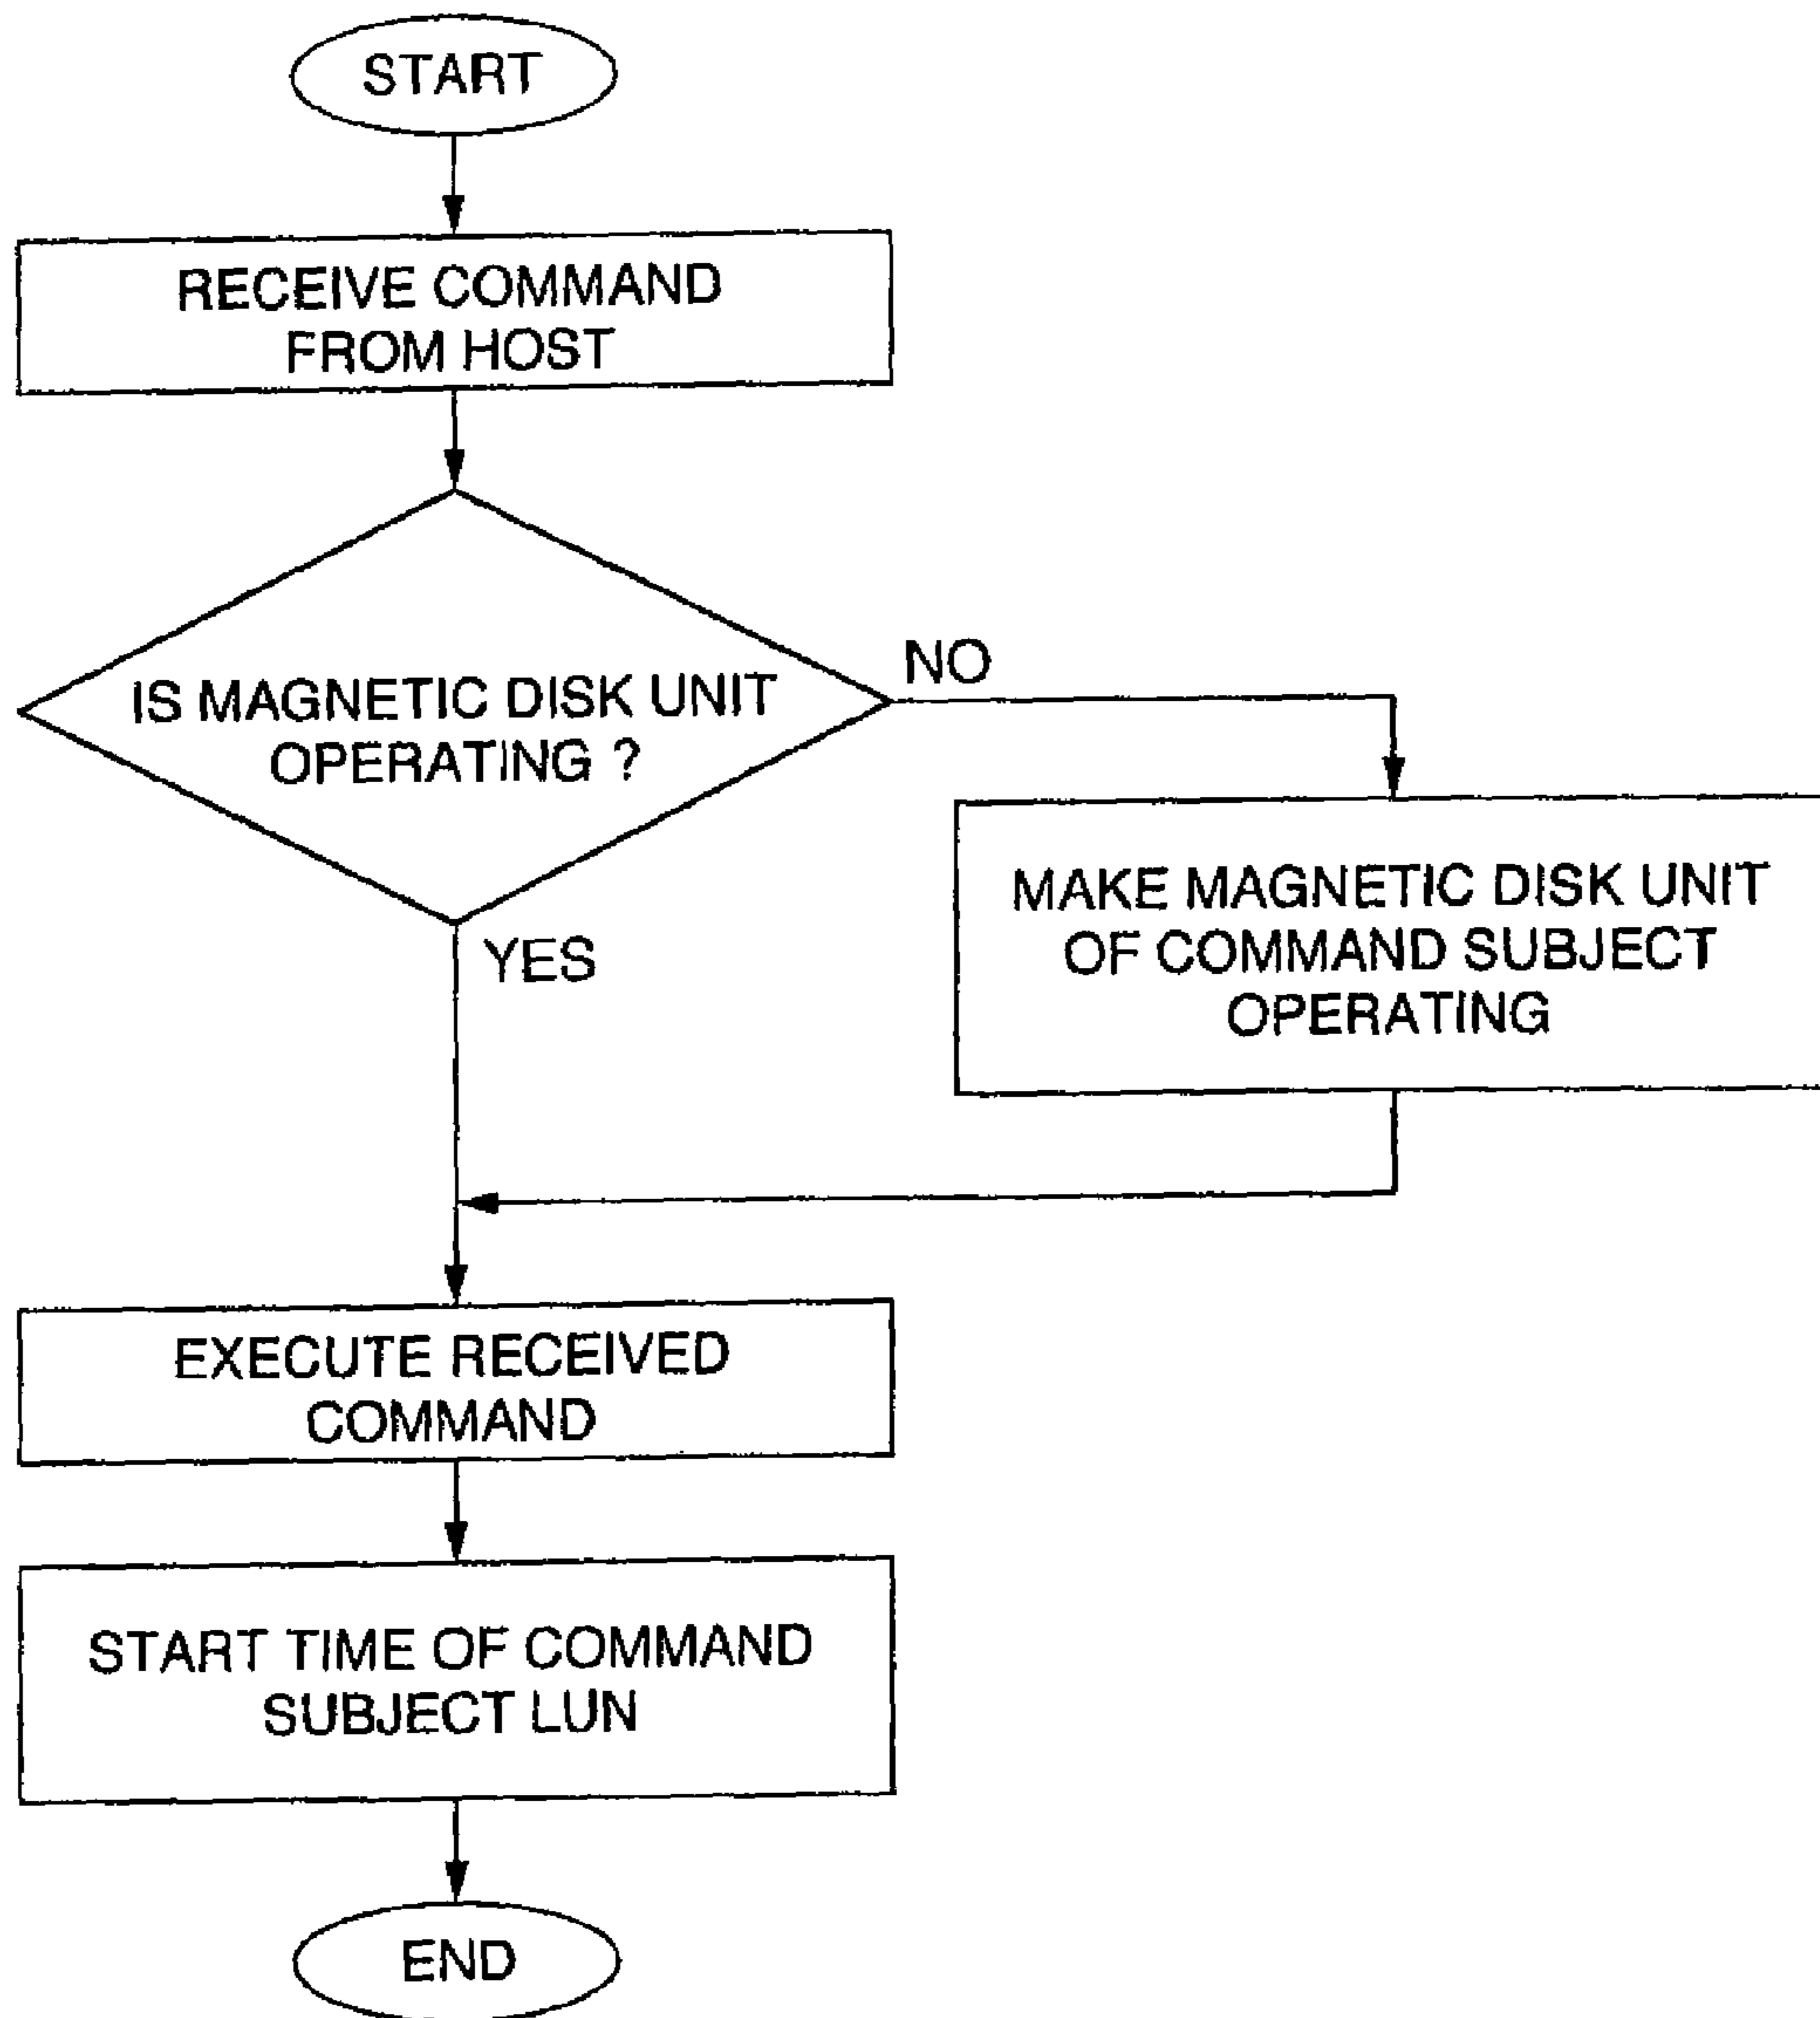 START
RECEIVE COMMAND
FROM HOST
IS MAGNETIC DISK UNIT
OPERATING ?
NO
YES
MAKE MAGNETIC DISK UNIT
OF COMMAND SUBJECT
OPERATING
EXECUTE RECEIVED
COMMAND
START TIME OF COMMAND
SUBJECT LUN
END